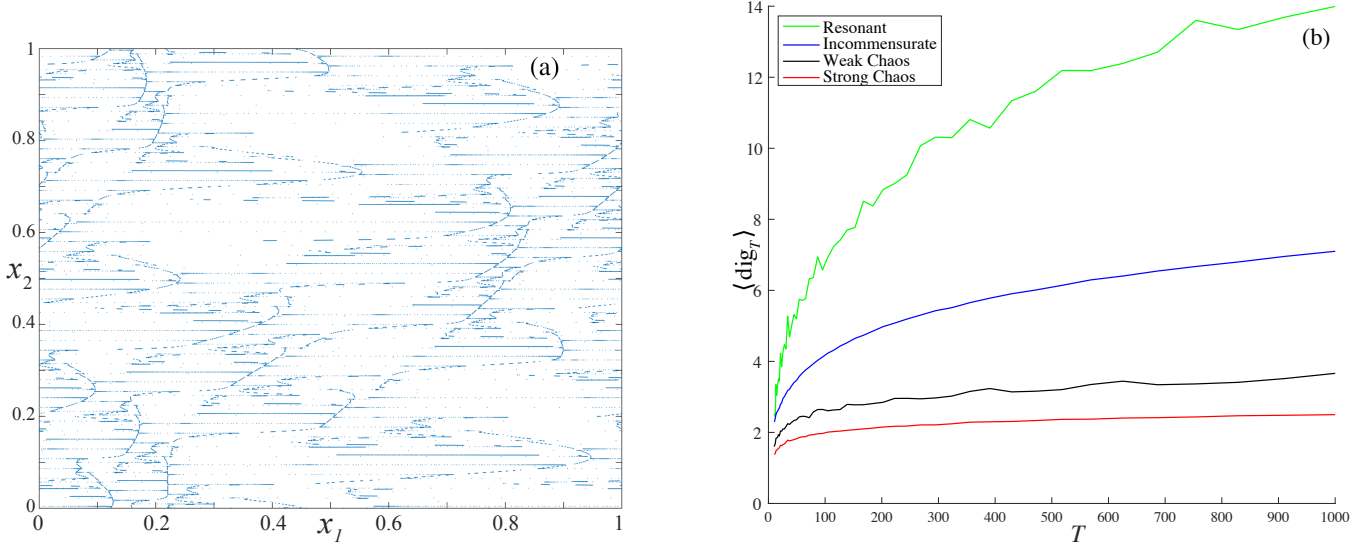 (a)
1
0.8
0.6
x2
0.4
0.2
0
0 0.2 0.4 x1 0.6 0.8 1
14
Resonant
Incommensurate
Weak Chaos
Strong Chaos
(b)
12
10
8
⟨dig_T⟩
6
4
2
0
0 100 200 300 400 500 600 700 800 900 1000
T